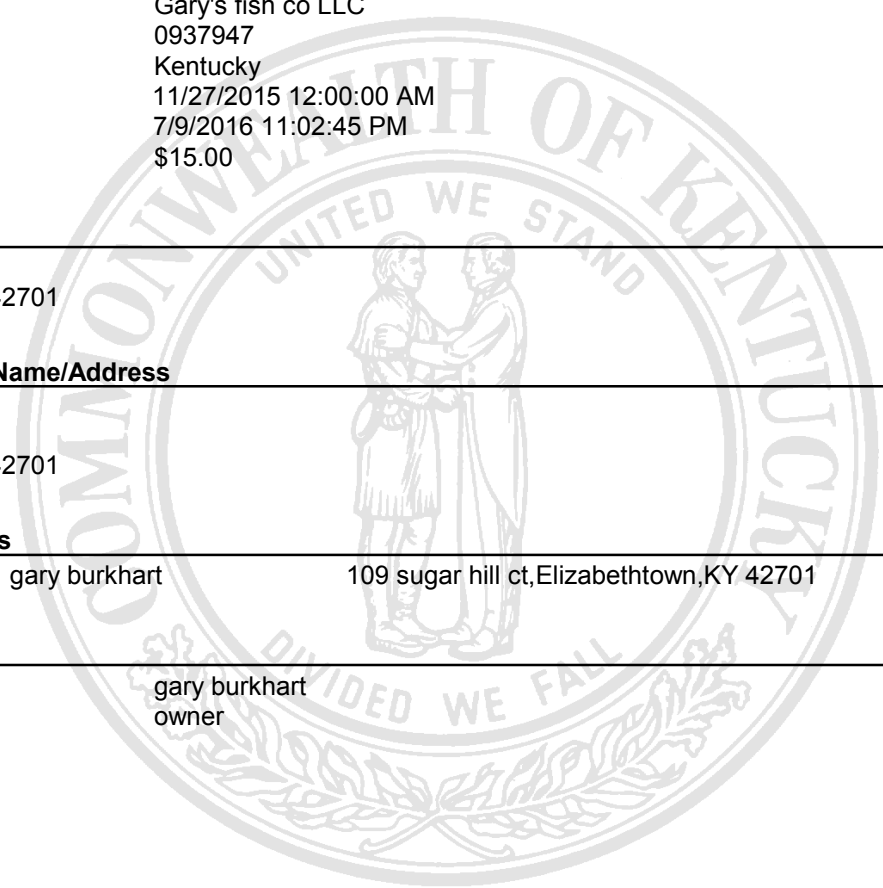 Gary's fish co LLC
0937947
Kentucky
11/27/2015 12:00:00 AM
7/9/2016 11:02:45 PM
$15.00
COMMONWEALTH OF KENTUCKY
UNITED WE STAND
2701
Name/Address
2701
s
gary burkhart 109 sugar hill ct,Elizabethtown,KY 42701
DIVIDED WE FALL
gary burkhart
owner